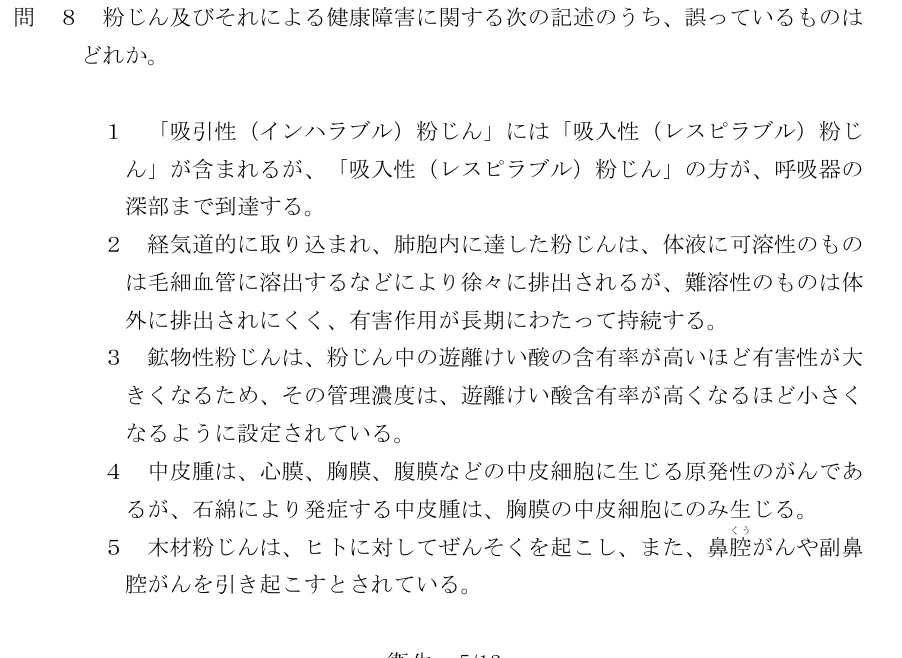 問　８　粉じん及びそれによる健康障害に関する次の記述のうち、誤っているものは
どれか。
１　「吸引性（インハラブル）粉じん」には「吸入性（レスピラブル）粉じ
ん」が含まれるが、「吸入性（レスピラブル）粉じん」の方が、呼吸器の
深部まで到達する。
２　経気道的に取り込まれ、肺胞内に達した粉じんは、体液に可溶性のもの
は毛細血管に溶出するなどにより徐々に排出されるが、難溶性のものは体
外に排出されにくく、有害作用が長期にわたって持続する。
３　鉱物性粉じんは、粉じん中の遊離けい酸の含有率が高いほど有害性が大
きくなるため、その管理濃度は、遊離けい酸含有率が高くなるほど小さく
なるように設定されている。
４　中皮腫は、心膜、胸膜、腹膜などの中皮細胞に生じる原発性のがんであ
るが、石綿により発症する中皮腫は、胸膜の中皮細胞にのみ生じる。
くう
５　木材粉じんは、ヒトに対してぜんそくを起こし、また、鼻腔がんや副鼻
腔がんを引き起こすとされている。